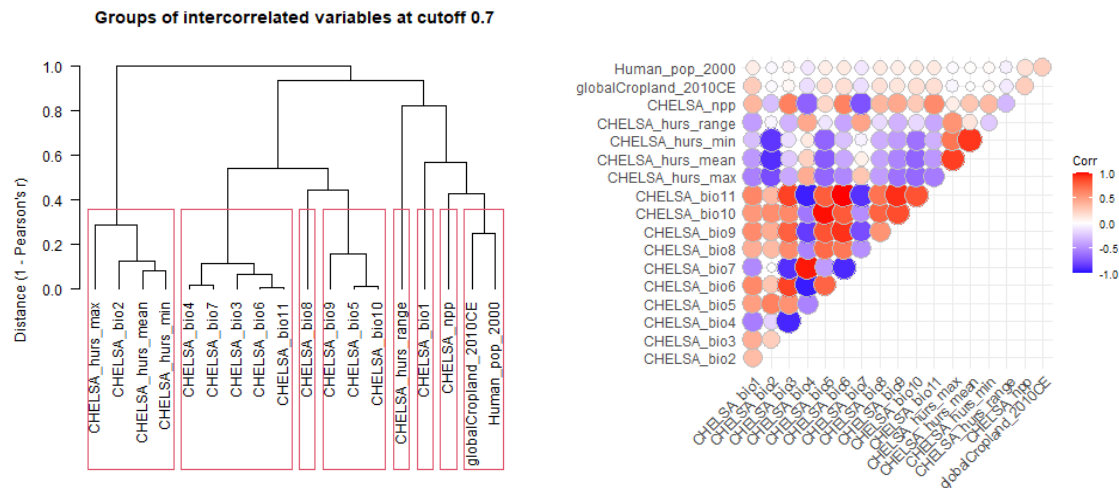 Groups of intercorrelated variables at cutoff 0.7
Distance (1 - Pearson's r)
1.0
0.8
0.6
0.4
0.2
0.0
CHELSA_hurs_max
CHELSA_bio2
CHELSA_hurs_mean
CHELSA_hurs_min
CHELSA_bio4
CHELSA_bio7
CHELSA_bio3
CHELSA_bio6
CHELSA_bio11
CHELSA_bio8
CHELSA_bio9
CHELSA_bio5
CHELSA_bio10
CHELSA_hurs_range
CHELSA_bio1
CHELSA_npp
globalCropland_2010CE
Human_pop_2000
Human_pop_2000
globalCropland_2010CE
CHELSA_npp
CHELSA_hurs_range
CHELSA_hurs_min
CHELSA_hurs_mean
CHELSA_hurs_max
CHELSA_bio11
CHELSA_bio10
CHELSA_bio9
CHELSA_bio8
CHELSA_bio7
CHELSA_bio6
CHELSA_bio5
CHELSA_bio4
CHELSA_bio3
CHELSA_bio2
CHELSA_bio1
CHELSA_bio2
CHELSA_bio3
CHELSA_bio4
CHELSA_bio5
CHELSA_bio6
CHELSA_bio7
CHELSA_bio8
CHELSA_bio9
CHELSA_bio10
CHELSA_bio11
CHELSA_hurs_max
CHELSA_hurs_mean
CHELSA_hurs_min
CHELSA_hurs_range
CHELSA_npp
globalCropland_2010CE
Corr
1.0
0.5
0.0
-0.5
-1.0